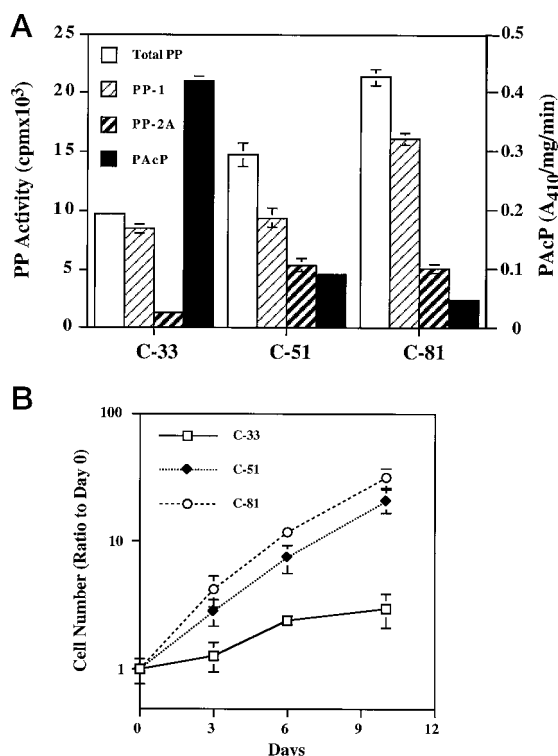 A
PP Activity (cpmx10³)
25
20
15
10
5
0
Total PP
PP-1
PP-2A
PAcP
0.5
0.4
0.3
0.2
0.1
0
PAcP (A₄₁₀/mg/min)
C-33 C-51 C-81
B
Cell Number (Ratio to Day 0)
100
10
1
C-33
C-51
C-81
0 3 6 9 12
Days